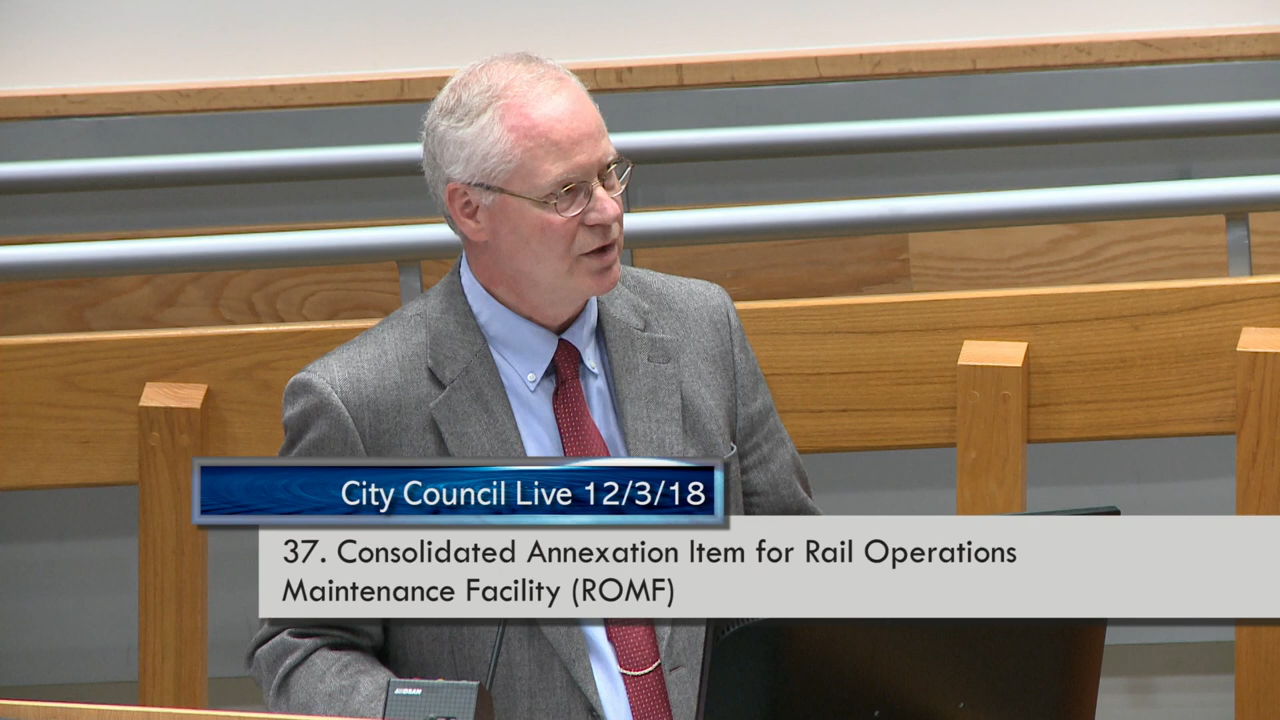 City Council Live 12/3/18
37. Consolidated Annexation Item for Rail Operations
Maintenance Facility (ROMF)